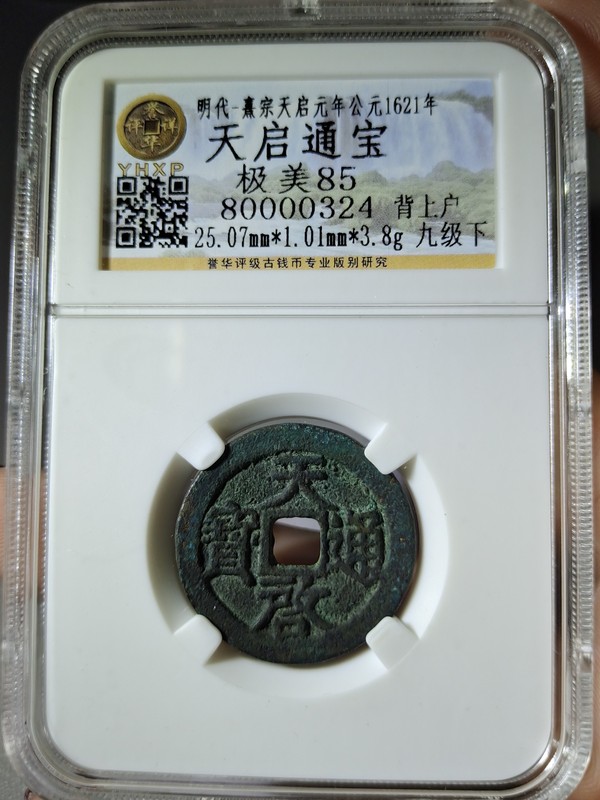 明代-熹宗天启元年公元1621年
天启通宝
YHXP
极美85
80000324 背上户
25.07mm*1.01mm*3.8g 九级下
誉华评级古钱币专业版别研究
天
寶 通
啓